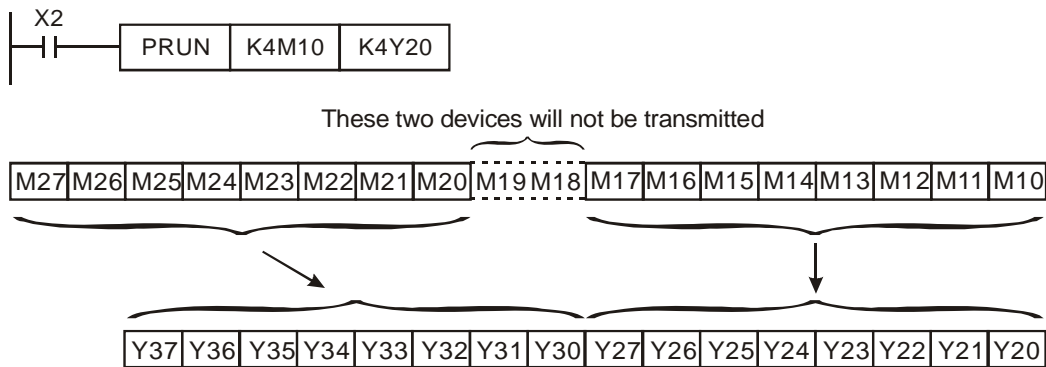 X2
PRUN K4M10 K4Y20
These two devices will not be transmitted
M27 M26 M25 M24 M23 M22 M21 M20 M19 M18 M17 M16 M15 M14 M13 M12 M11 M10
Y37 Y36 Y35 Y34 Y33 Y32 Y31 Y30 Y27 Y26 Y25 Y24 Y23 Y22 Y21 Y20